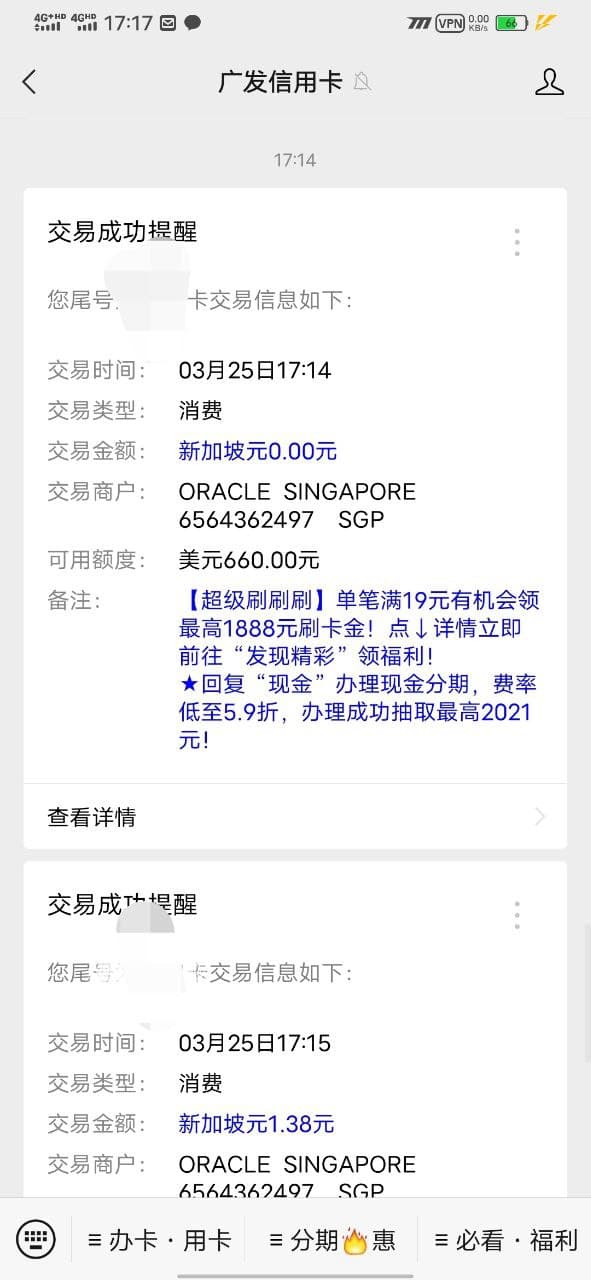 4G+HD 4GHD 17:17 VPN 0.00 KB/s 66
广发信用卡
17:14
交易成功提醒
您尾号 卡交易信息如下:
交易时间: 03月25日17:14
交易类型: 消费
交易金额: 新加坡元0.00元
交易商户: ORACLE SINGAPORE
6564362497 SGP
可用额度: 美元660.00元
备注: 【超级刷刷刷】单笔满19元有机会领
最高1888元刷卡金！点↓详情立即
前往“发现精彩”领福利！
★回复“现金”办理现金分期，费率
低至5.9折，办理成功抽取最高2021
元！
查看详情
交易成功提醒
您尾号 卡交易信息如下:
交易时间: 03月25日17:15
交易类型: 消费
交易金额: 新加坡元1.38元
交易商户: ORACLE SINGAPORE
6564362497 SGP
办卡·用卡 分期🔥惠 必看·福利